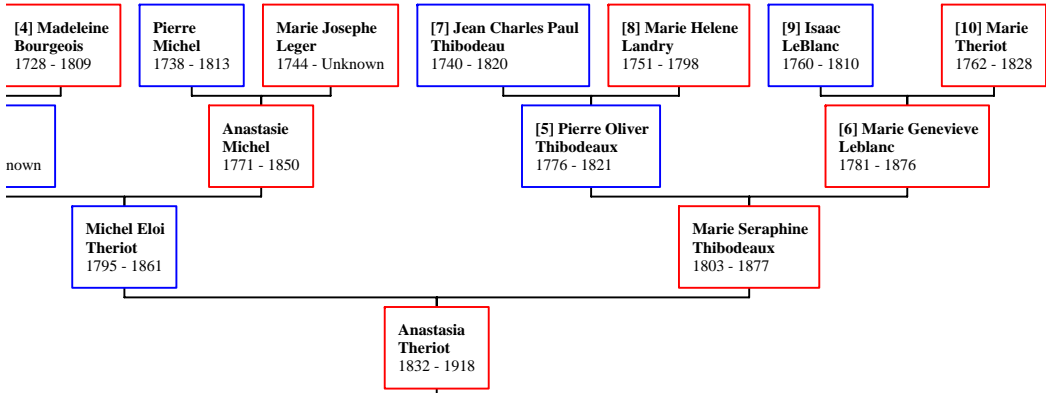 [4] Madeleine
Bourgeois
1728 - 1809
Pierre
Michel
1738 - 1813
Marie Josephe
Leger
1744 - Unknown
[7] Jean Charles Paul
Thibodeau
1740 - 1820
[8] Marie Helene
Landry
1751 - 1798
[9] Isaac
LeBlanc
1760 - 1810
[10] Marie
Theriot
1762 - 1828
nown
Anastasie
Michel
1771 - 1850
[5] Pierre Oliver
Thibodeaux
1776 - 1821
[6] Marie Genevieve
Leblanc
1781 - 1876
Michel Eloi
Theriot
1795 - 1861
Marie Seraphine
Thibodeaux
1803 - 1877
Anastasia
Theriot
1832 - 1918